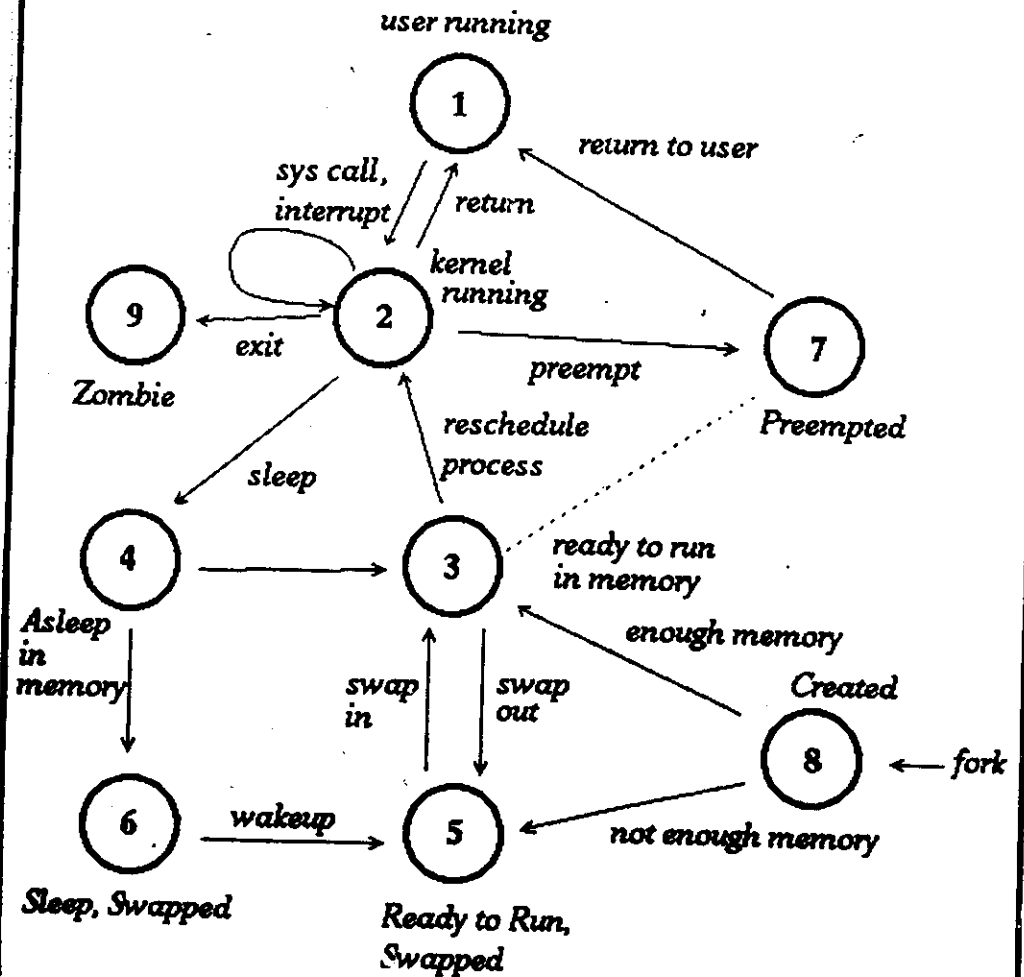 user running
1
return to user
sys call,
interrupt
return
kernel
running
9
2
7
exit
preempt
Zombie
Preempted
reschedule
process
sleep
4
3
ready to run
in memory
Asleep
in
memory
enough memory
swap
in
swap
out
Created
8
fork
6
wakeup
5
not enough memory
Sleep, Swapped
Ready to Run,
Swapped